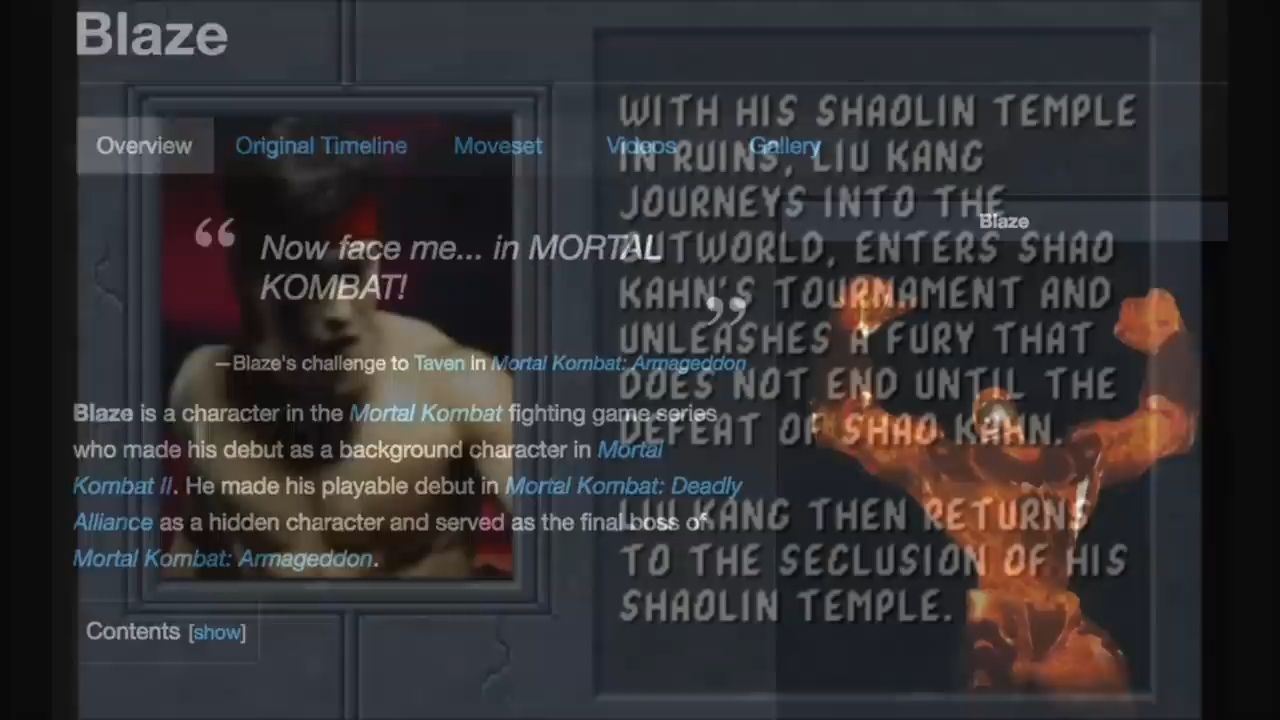 Blaze
Overview
Original Timeline
Moveset
Videos
Gallery
Blaze
“ Now face me... in MORTAL
KOMBAT!
”
—Blaze's challenge to Taven in Mortal Kombat: Armageddon
Blaze is a character in the Mortal Kombat fighting game series
who made his debut as a background character in Mortal
Kombat II. He made his playable debut in Mortal Kombat: Deadly
Alliance as a hidden character and served as the final boss of
Mortal Kombat: Armageddon.
Contents [show]
WITH HIS SHAOLIN TEMPLE
IN RUINS, LIU KANG
JOURNEYS INTO THE
OUTWORLD, ENTERS SHAO
KAHN'S TOURNAMENT AND
UNLEASHES A FURY THAT
DOES NOT END UNTIL THE
DEFEAT OF SHAO KAHN.
LIU KANG THEN RETURNS
TO THE SECLUSION OF HIS
SHAOLIN TEMPLE.